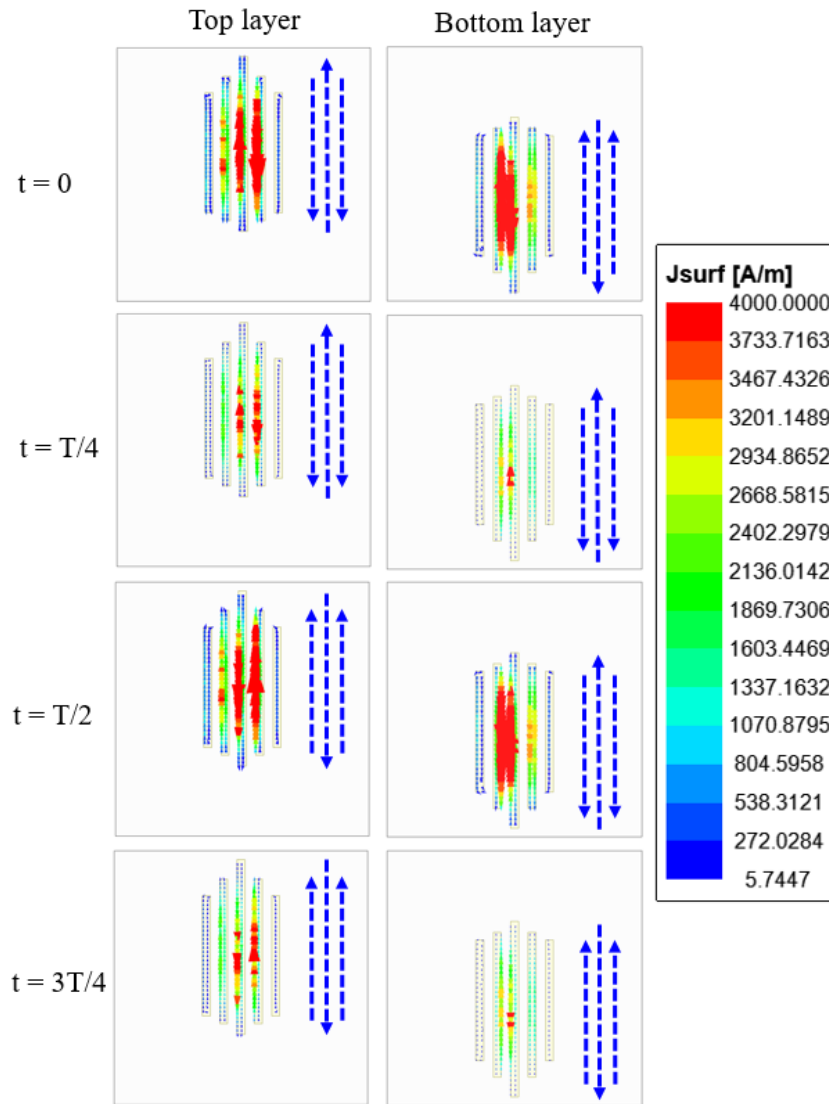 Top layer
Bottom layer
t = 0
t = T/4
t = T/2
t = 3T/4
Jsurf [A/m]
4000.0000
3733.7163
3467.4326
3201.1489
2934.8652
2668.5815
2402.2979
2136.0142
1869.7306
1603.4469
1337.1632
1070.8795
804.5958
538.3121
272.0284
5.7447